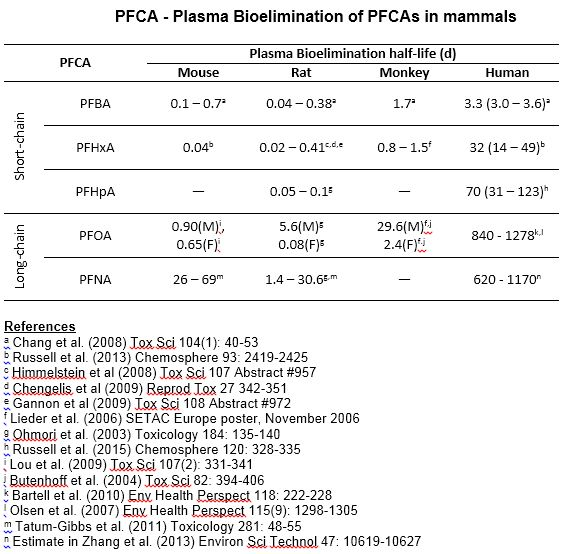 PFCA - Plasma Bioelimination of PFCAs in mammals
PFCA
Plasma Bioelimination half-life (d)
Mouse Rat Monkey Human
Short-chain
PFBA 0.1 – 0.7ᵃ 0.04 – 0.38ᵃ 1.7ᵃ 3.3 (3.0 – 3.6)ᵃ
PFHxA 0.04ᵇ 0.02 – 0.41ᶜ,ᵈ,ᵉ 0.8 – 1.5ᶠ 32 (14 – 49)ᵇ
PFHpA — 0.05 – 0.1ᵍ — 70 (31 – 123)ʰ
Long-chain
PFOA 0.90(M)ⁱ, 5.6(M)ᵍ 29.6(M)ᶠ,ʲ 840 - 1278ᵏ,ˡ
0.65(F)ⁱ 0.08(F)ᵍ 2.4(F)ᶠ,ʲ
PFNA 26 – 69ᵐ 1.4 – 30.6ᵍ,ᵐ — 620 - 1170ⁿ
References
ᵃ Chang et al. (2008) Tox Sci 104(1): 40-53
ᵇ Russell et al. (2013) Chemosphere 93: 2419-2425
ᶜ Himmelstein et al (2008) Tox Sci 107 Abstract #957
ᵈ Chengelis et al (2009) Reprod Tox 27 342-351
ᵉ Gannon et al (2009) Tox Sci 108 Abstract #972
ᶠ Lieder et al. (2006) SETAC Europe poster, November 2006
ᵍ Ohmori et al. (2003) Toxicology 184: 135-140
ʰ Russell et al. (2015) Chemosphere 120: 328-335
ⁱ Lou et al. (2009) Tox Sci 107(2): 331-341
ʲ Butenhoff et al. (2004) Tox Sci 82: 394-406
ᵏ Bartell et al. (2010) Env Health Perspect 118: 222-228
ˡ Olsen et al. (2007) Env Health Perspect 115(9): 1298-1305
ᵐ Tatum-Gibbs et al. (2011) Toxicology 281: 48-55
ⁿ Estimate in Zhang et al. (2013) Environ Sci Technol 47: 10619-10627